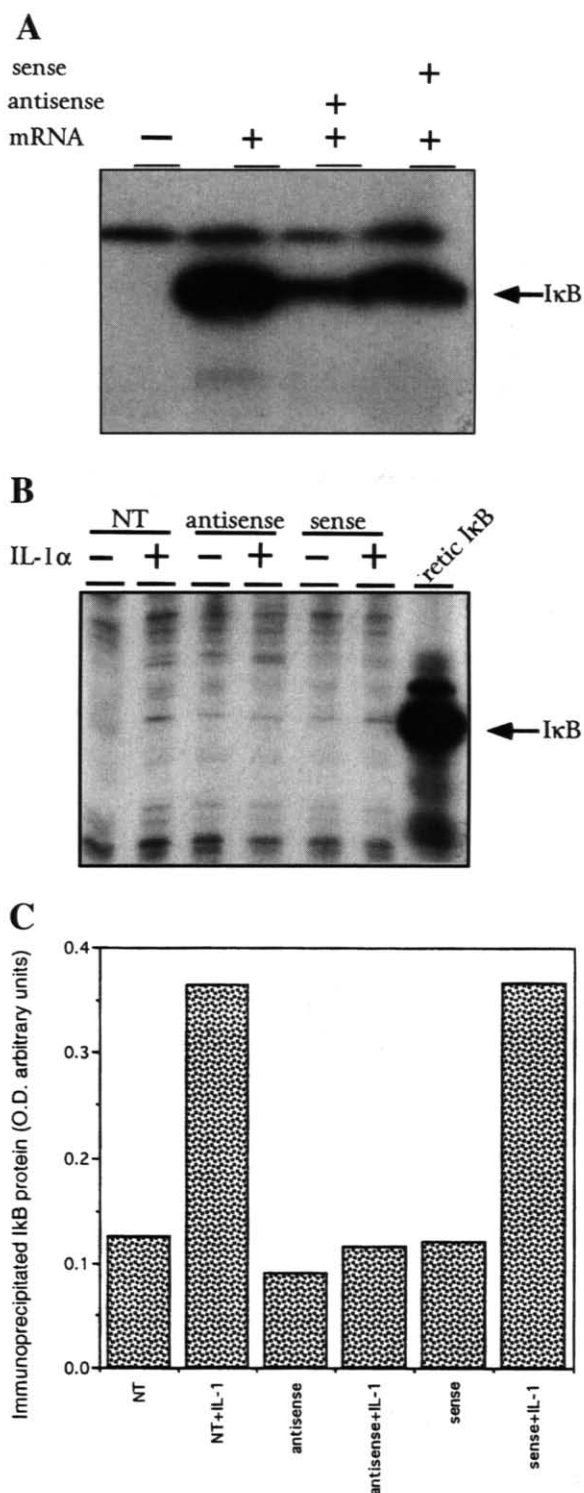 A
sense +
antisense +
mRNA − + + +
IκB
B
NT antisense sense retic IκB
IL-1α − + − + − +
IκB
C
Immunoprecipitated IkB protein (O.D. arbitrary units)
0.4
0.3
0.2
0.1
0.0
NT
NT+IL-1
antisense
antisense+IL-1
sense
sense+IL-1